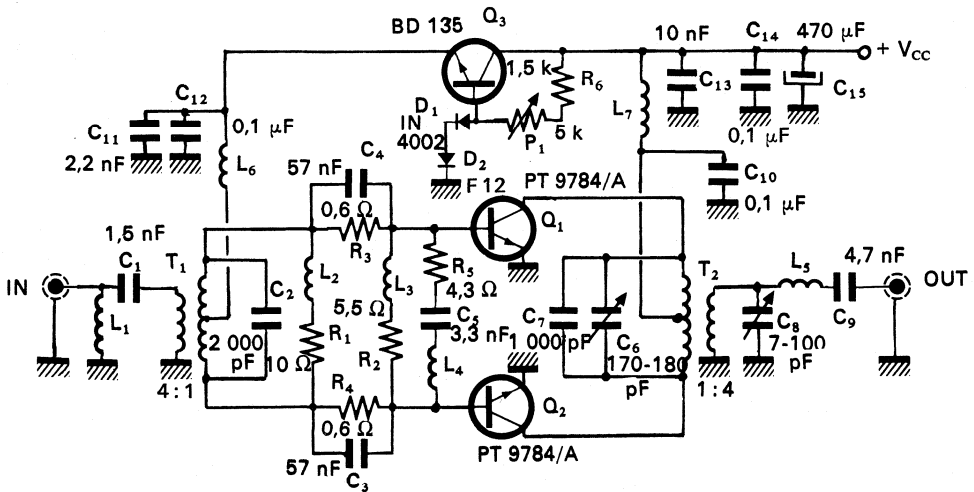 Q3
BD 135
10 nF
C14
470 µF
+ VCC
1,5 k
R6
C13
C15
D1
IN
4002
P1
5 k
L7
0,1 µF
C12
C11
0,1 µF
2,2 nF
L6
C4
57 nF
D2
F 12
PT 9784/A
C10
0,1 µF
0,6 Ω
R3
Q1
1,5 nF
C1
T1
IN
L1
C2
L2
L3
R5
4,3 Ω
T2
L5
4,7 nF
OUT
5,5 Ω
C5
C7
C6
C8
C9
2 000
pF
R1
10 Ω
R2
3,3 nF
1 000 pF
170-180
pF
7-100
pF
L4
4:1
R4
0,6 Ω
Q2
1:4
57 nF
C3
PT 9784/A